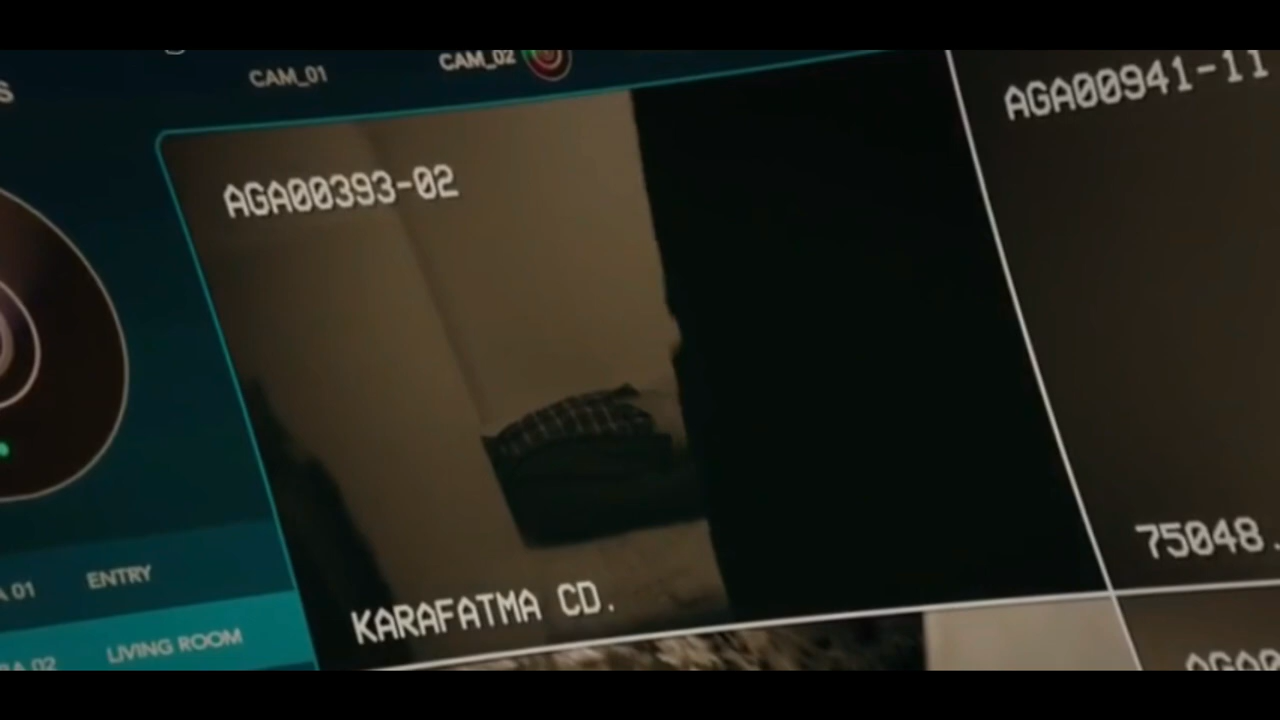 CAM_01
CAM_02
AGA00393-02
AGA00941-11
ENTRY
LIVING ROOM
KARAFATMA CD.
75048.